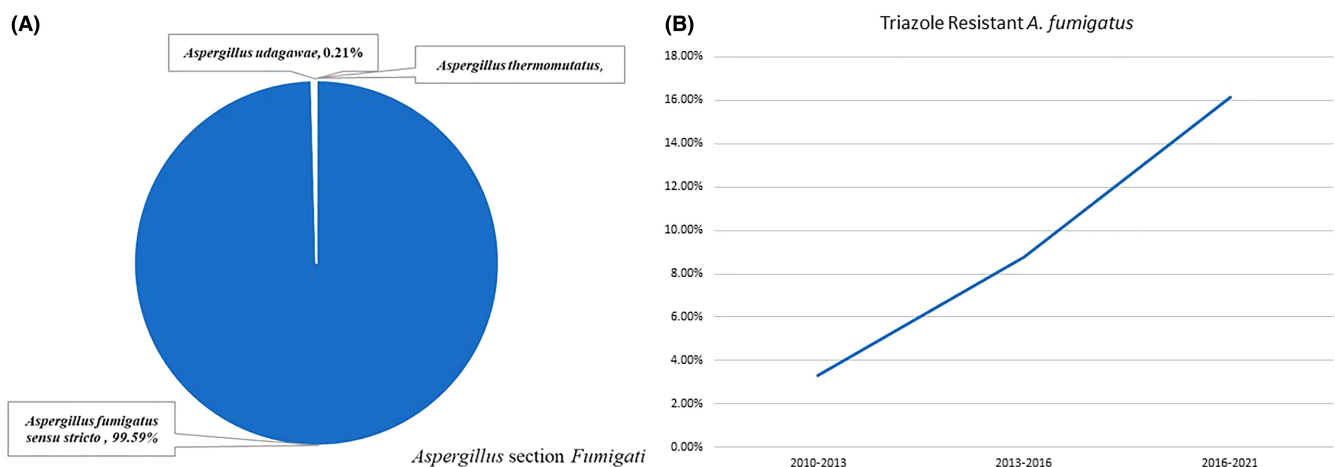 (A)
Aspergillus udagawae, 0.21%
Aspergillus thermomutatus,
Aspergillus fumigatus
sensu stricto , 99.59%
Aspergillus section Fumigati
(B)
Triazole Resistant A. fumigatus
18.00%
16.00%
14.00%
12.00%
10.00%
8.00%
6.00%
4.00%
2.00%
0.00%
2010-2013
2013-2016
2016-2021